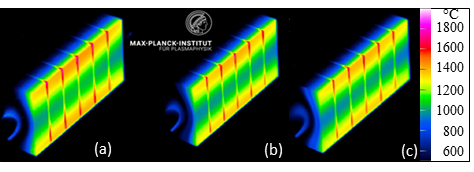 MAX-PLANCK-INSTITUT
FÜR PLASMAPHYSIK
°C
1800
1600
1400
1200
1000
800
600
(a)
(b)
(c)